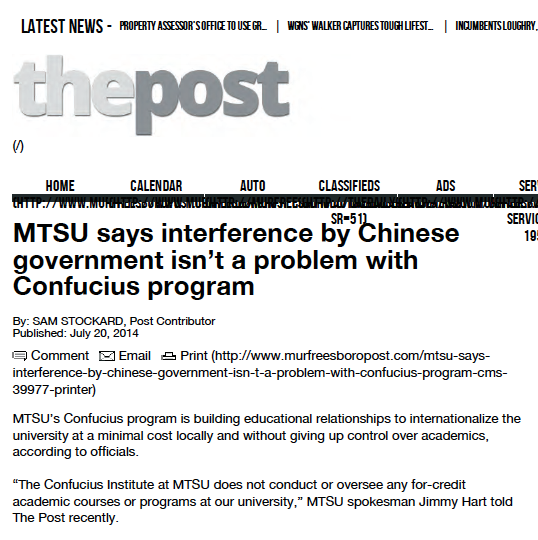 LATEST NEWS - PROPERTY ASSESSOR'S OFFICE TO USE GR... | WGNS' WALKER CAPTURES TOUGH LIFEST... | INCUMBENTS LOUGHRY,
thepost
(/)
HOME CALENDAR AUTO CLASSIFIEDS ADS SER
SR=51) SERVIC
MTSU says interference by Chinese
government isn't a problem with
Confucius program
By: SAM STOCKARD, Post Contributor
Published: July 20, 2014
Comment Email Print (http://www.murfreesboropost.com/mtsu-says-
interference-by-chinese-government-isn-t-a-problem-with-confucius-program-cms-
39977-printer)
MTSU's Confucius program is building educational relationships to internationalize the
university at a minimal cost locally and without giving up control over academics,
according to officials.
“The Confucius Institute at MTSU does not conduct or oversee any for-credit
academic courses or programs at our university,” MTSU spokesman Jimmy Hart told
The Post recently.